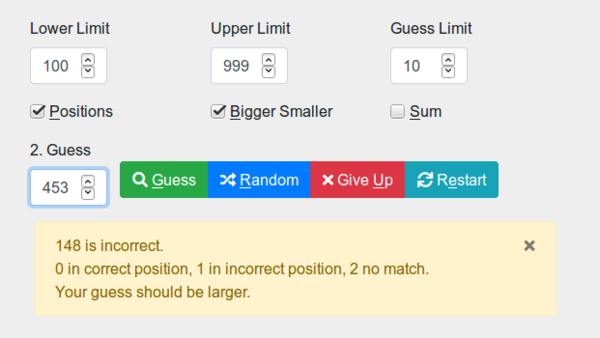 Lower Limit Upper Limit Guess Limit
100 999 10
Positions Bigger Smaller Sum
2. Guess
453 Guess Random Give Up Restart
148 is incorrect.
0 in correct position, 1 in incorrect position, 2 no match.
Your guess should be larger.